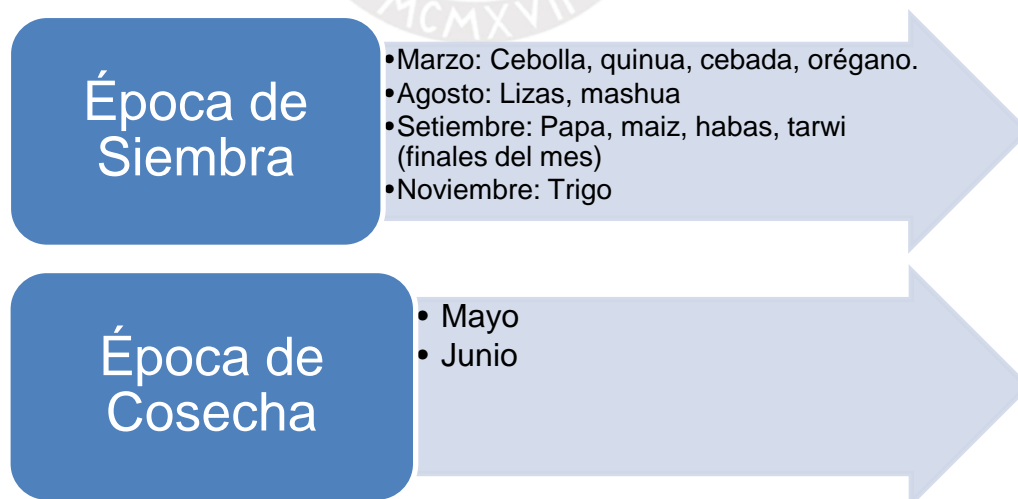 MCMXVII
Época de
Siembra
•Marzo: Cebolla, quinua, cebada, orégano.
•Agosto: Lizas, mashua
•Setiembre: Papa, maiz, habas, tarwi
(finales del mes)
•Noviembre: Trigo
Época de
Cosecha
• Mayo
• Junio